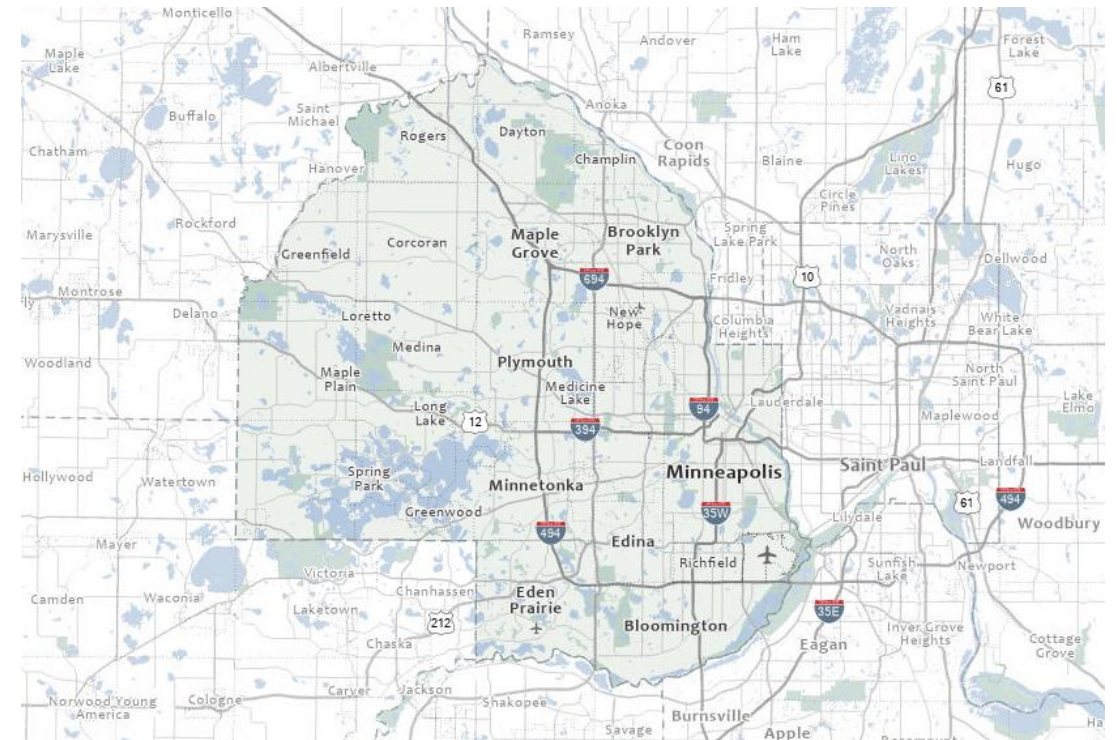 Monticello
Ramsey
Andover
Ham
Lake
Forest
Lake
Maple
Lake
Albertville
61
Anoka
Saint
Michael
Buffalo
Rogers
Dayton
Coon
Rapids
Chatham
Hanover
Champlin
Blaine
Lino
Lakes
Hugo
Circle
Pines
Rockford
Marysville
Greenfield
Corcoran
Maple
Grove
Brooklyn
Park
Spring
Lake Park
North
Oaks
Dellwood
694
Fridley
10
Montrose
ly
Delano
Loretto
New
Hope
Columbia
Heights
Vadnais
Heights
White
Bear Lake
Medina
Woodland
Plymouth
Maple
Plain
Medicine
Lake
North
Saint Paul
Long
Lake
12
394
94
Lauderdale
Maplewood
Lake
Elmo
Hollywood
Watertown
Spring
Park
Minnetonka
Minneapolis
Saint Paul
Landfall
Greenwood
35W
61
494
Lilydale
Woodbury
Mayer
494
Edina
Richfield
Sunfish
Lake
Newport
Victoria
Camden
Waconia
Chanhassen
Eden
Prairie
Laketown
212
Bloomington
35E
Inver Grove
Heights
Cottage
Grove
Chaska
Eagan
Norwood Young
America
Cologne
Carver
Jackson
Shakopee
Burnsville
Savage
Apple
Rosemount
Ha